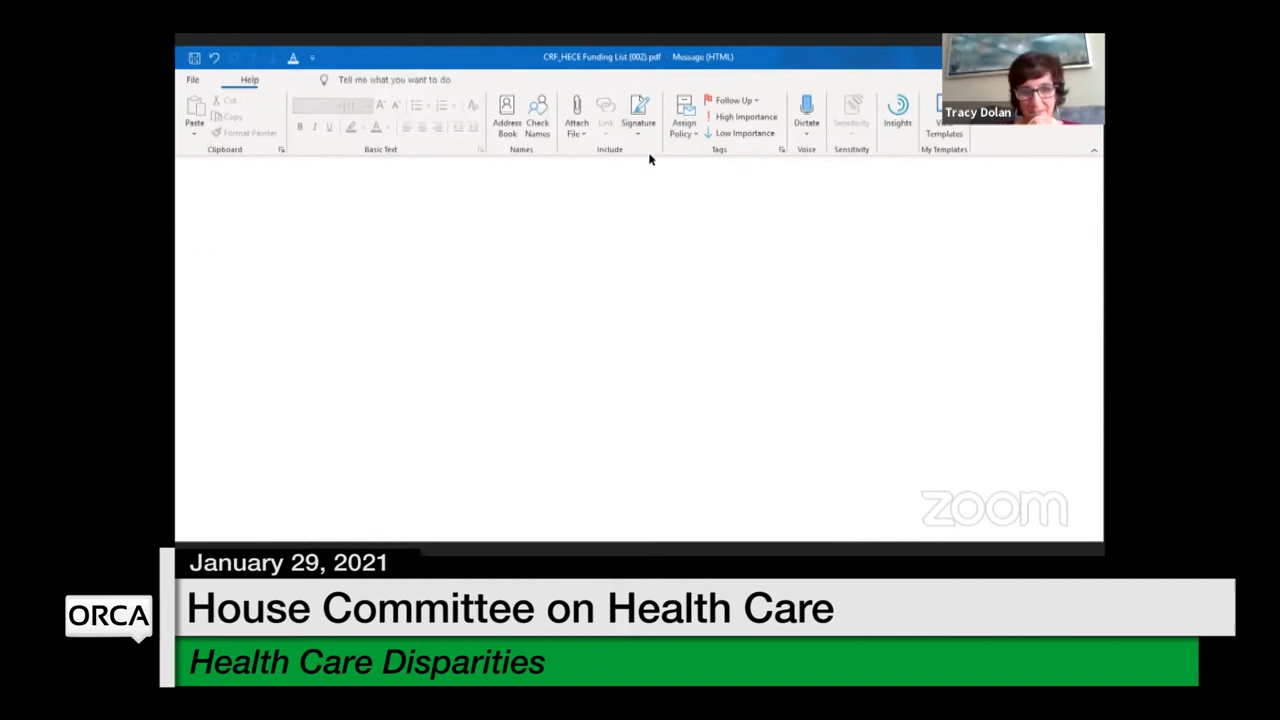 CRF_HECE Funding List (002).pdf - Message (HTML)
File Help Tell me what you want to do
Cut
Copy
Format Painter
Paste
Clipboard
B I U
Basic Text
Address Book
Check Names
Names
Attach File
Link
Signature
Include
Assign Policy
Follow Up
High Importance
Low Importance
Tags
Dictate
Voice
Sensitivity
Sensitivity
Insights
Templates
My Templates
Tracy Dolan
zoom
January 29, 2021
ORCA
House Committee on Health Care
Health Care Disparities